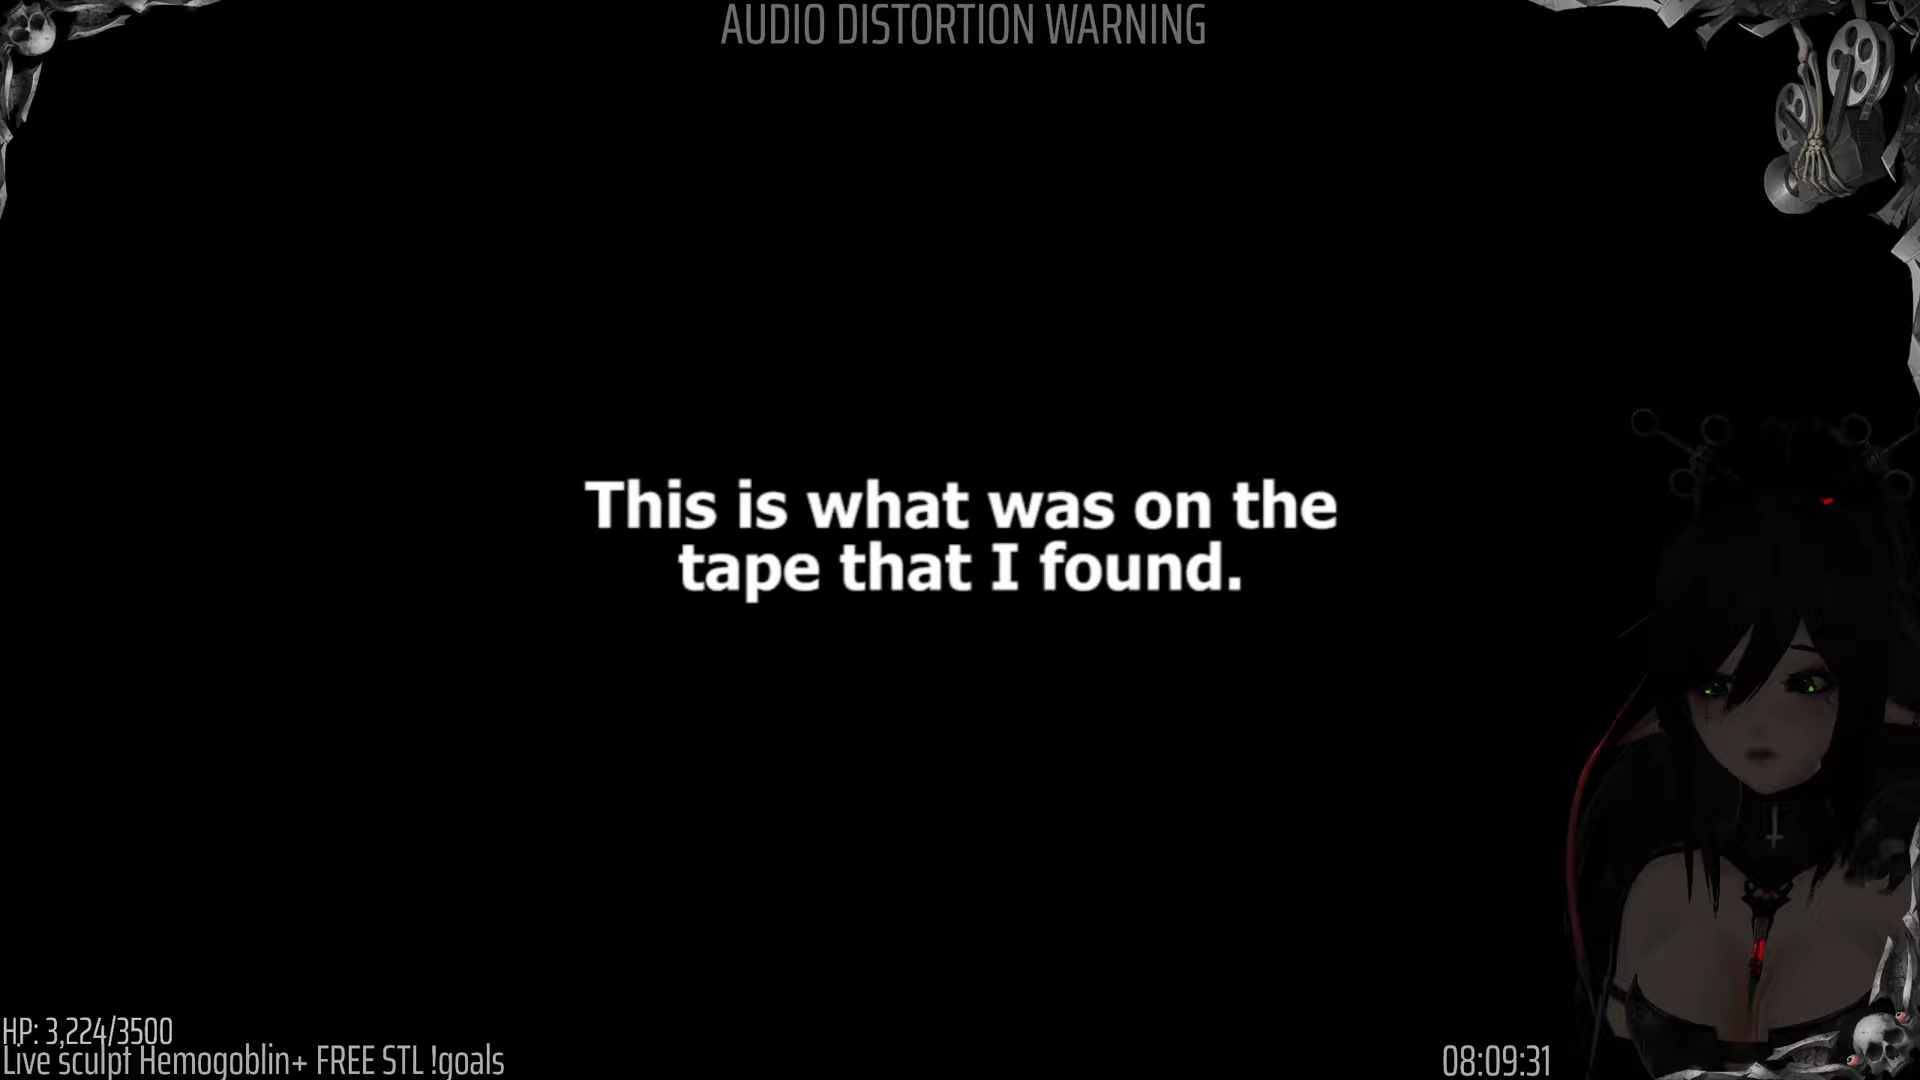 AUDIO DISTORTION WARNING
This is what was on the
tape that I found.
HP: 3,224/3500
Live sculpt Hemogoblin+ FREE STL !goals
08:09:31